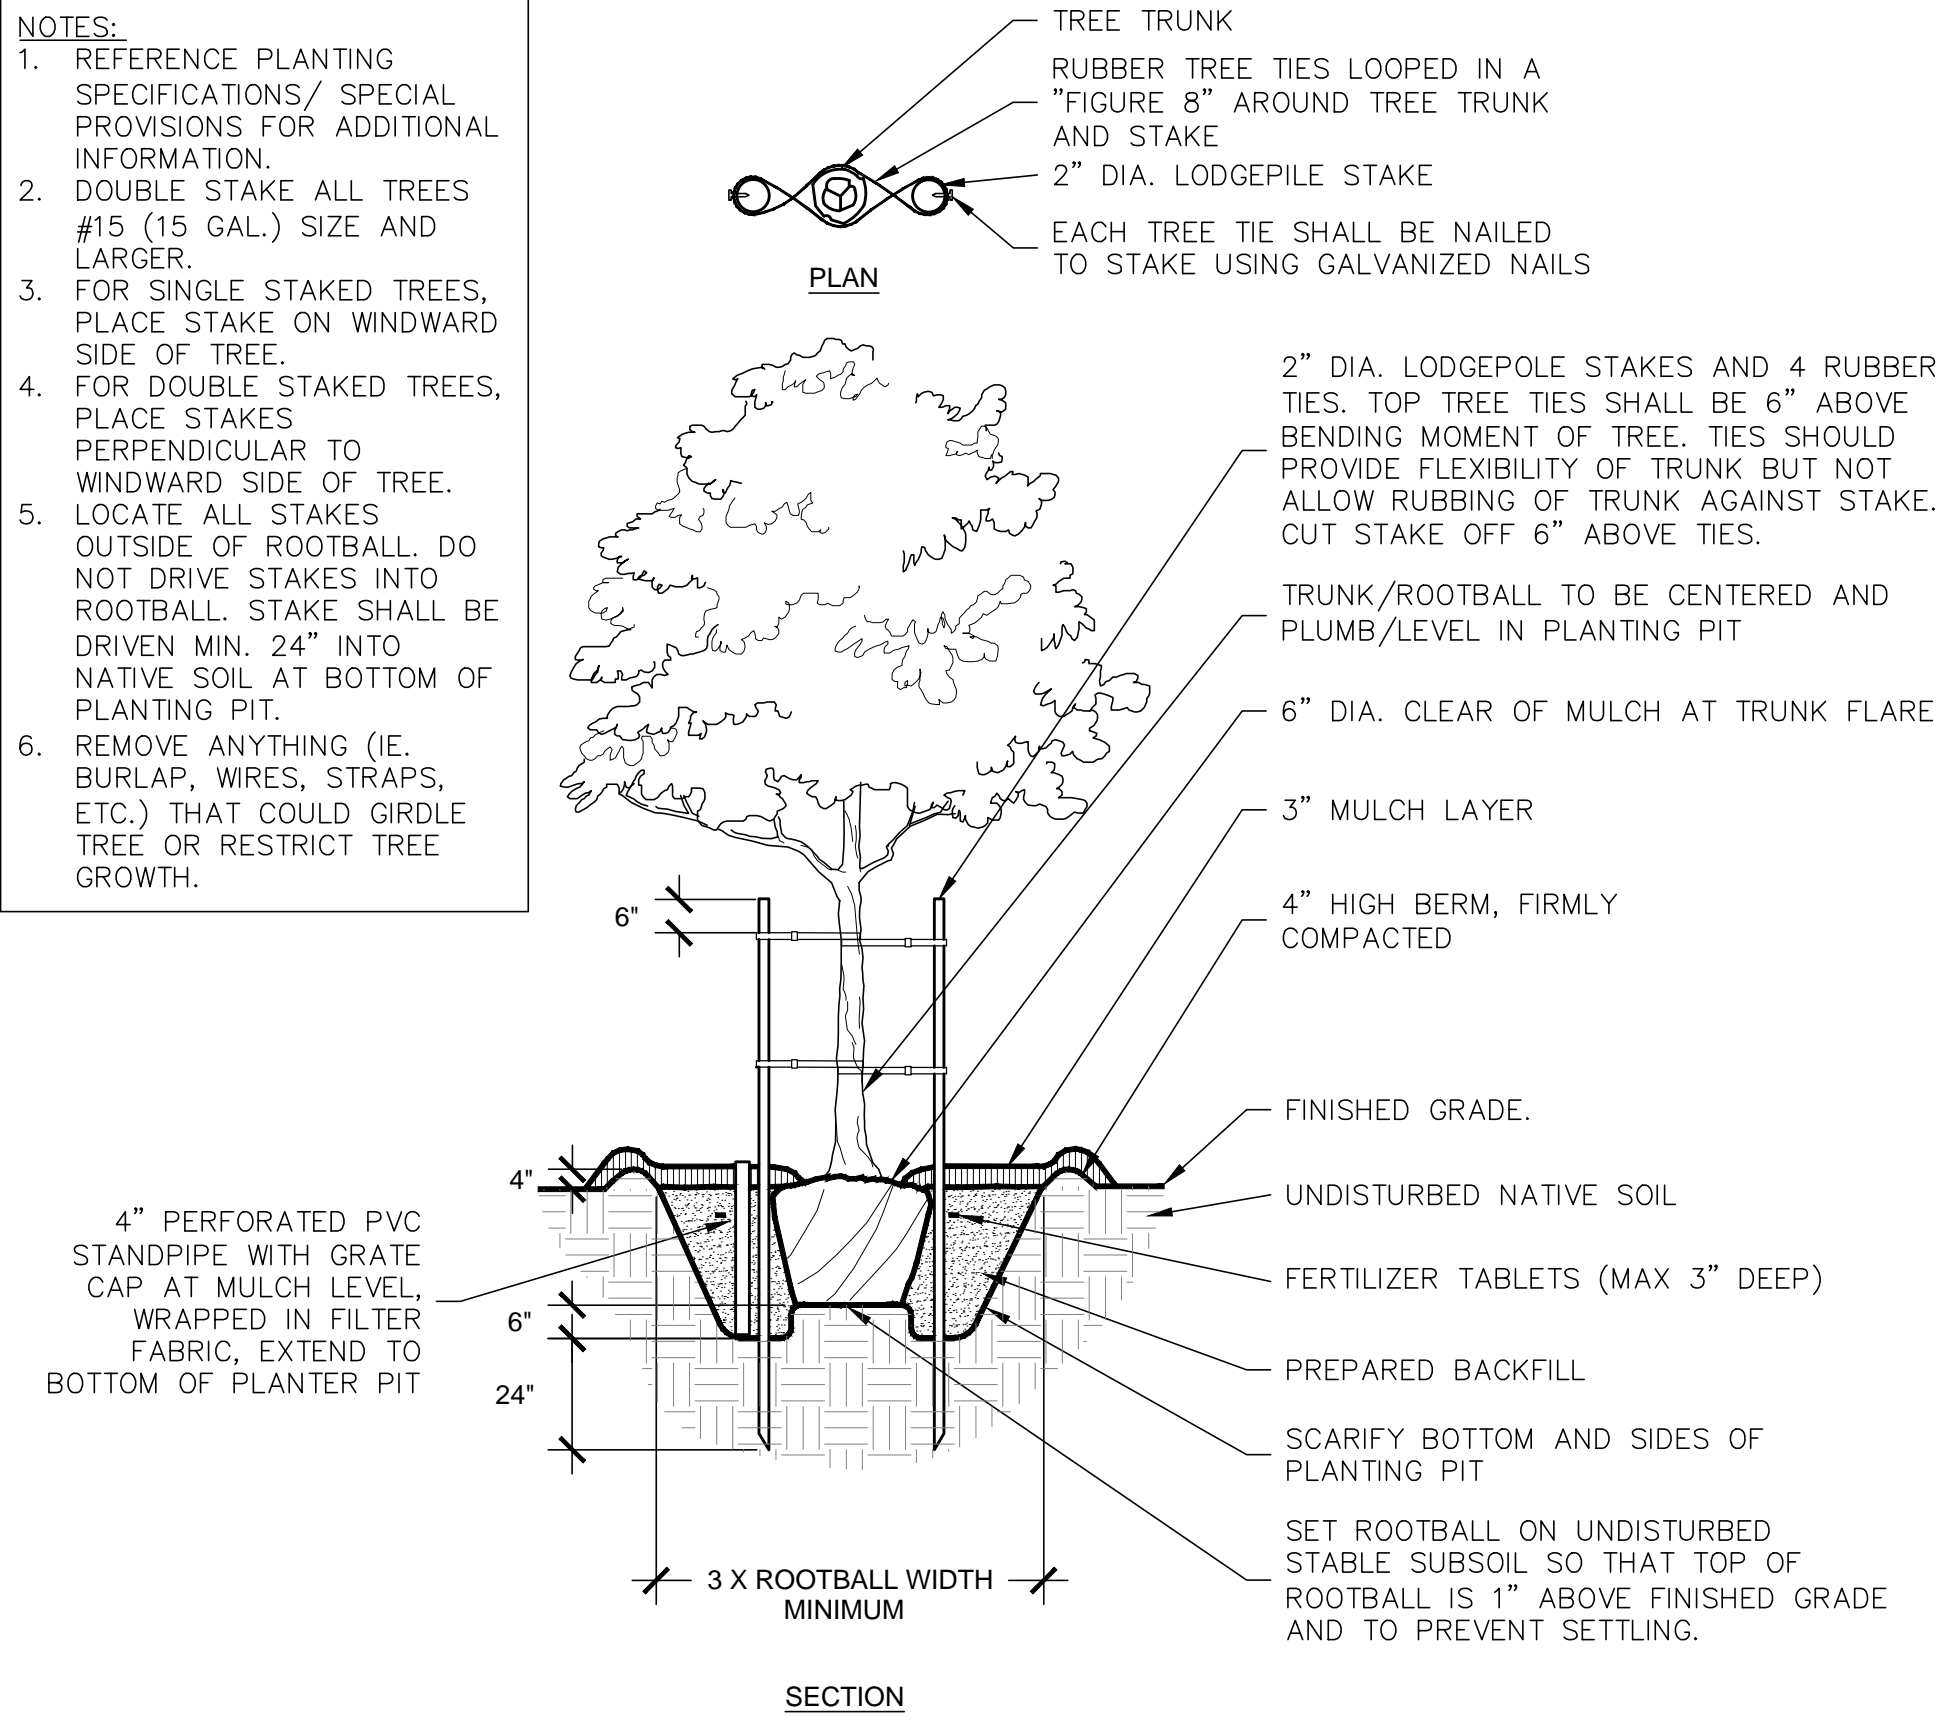 NOTES:
1. REFERENCE PLANTING
SPECIFICATIONS/ SPECIAL
PROVISIONS FOR ADDITIONAL
INFORMATION.
2. DOUBLE STAKE ALL TREES
#15 (15 GAL.) SIZE AND
LARGER.
3. FOR SINGLE STAKED TREES,
PLACE STAKE ON WINDWARD
SIDE OF TREE.
4. FOR DOUBLE STAKED TREES,
PLACE STAKES
PERPENDICULAR TO
WINDWARD SIDE OF TREE.
5. LOCATE ALL STAKES
OUTSIDE OF ROOTBALL. DO
NOT DRIVE STAKES INTO
ROOTBALL. STAKE SHALL BE
DRIVEN MIN. 24" INTO
NATIVE SOIL AT BOTTOM OF
PLANTING PIT.
6. REMOVE ANYTHING (IE.
BURLAP, WIRES, STRAPS,
ETC.) THAT COULD GIRDLE
TREE OR RESTRICT TREE
GROWTH.
TREE TRUNK
RUBBER TREE TIES LOOPED IN A
"FIGURE 8" AROUND TREE TRUNK
AND STAKE
2" DIA. LODGEPILE STAKE
EACH TREE TIE SHALL BE NAILED
TO STAKE USING GALVANIZED NAILS
PLAN
2" DIA. LODGEPOLE STAKES AND 4 RUBBER
TIES. TOP TREE TIES SHALL BE 6" ABOVE
BENDING MOMENT OF TREE. TIES SHOULD
PROVIDE FLEXIBILITY OF TRUNK BUT NOT
ALLOW RUBBING OF TRUNK AGAINST STAKE.
CUT STAKE OFF 6" ABOVE TIES.
TRUNK/ROOTBALL TO BE CENTERED AND
PLUMB/LEVEL IN PLANTING PIT
6" DIA. CLEAR OF MULCH AT TRUNK FLARE
3" MULCH LAYER
4" HIGH BERM, FIRMLY
COMPACTED
FINISHED GRADE.
UNDISTURBED NATIVE SOIL
FERTILIZER TABLETS (MAX 3" DEEP)
PREPARED BACKFILL
SCARIFY BOTTOM AND SIDES OF
PLANTING PIT
SET ROOTBALL ON UNDISTURBED
STABLE SUBSOIL SO THAT TOP OF
ROOTBALL IS 1" ABOVE FINISHED GRADE
AND TO PREVENT SETTLING.
6"
4"
4" PERFORATED PVC
STANDPIPE WITH GRATE
CAP AT MULCH LEVEL,
WRAPPED IN FILTER
FABRIC, EXTEND TO
BOTTOM OF PLANTER PIT
6"
24"
3 X ROOTBALL WIDTH
MINIMUM
SECTION